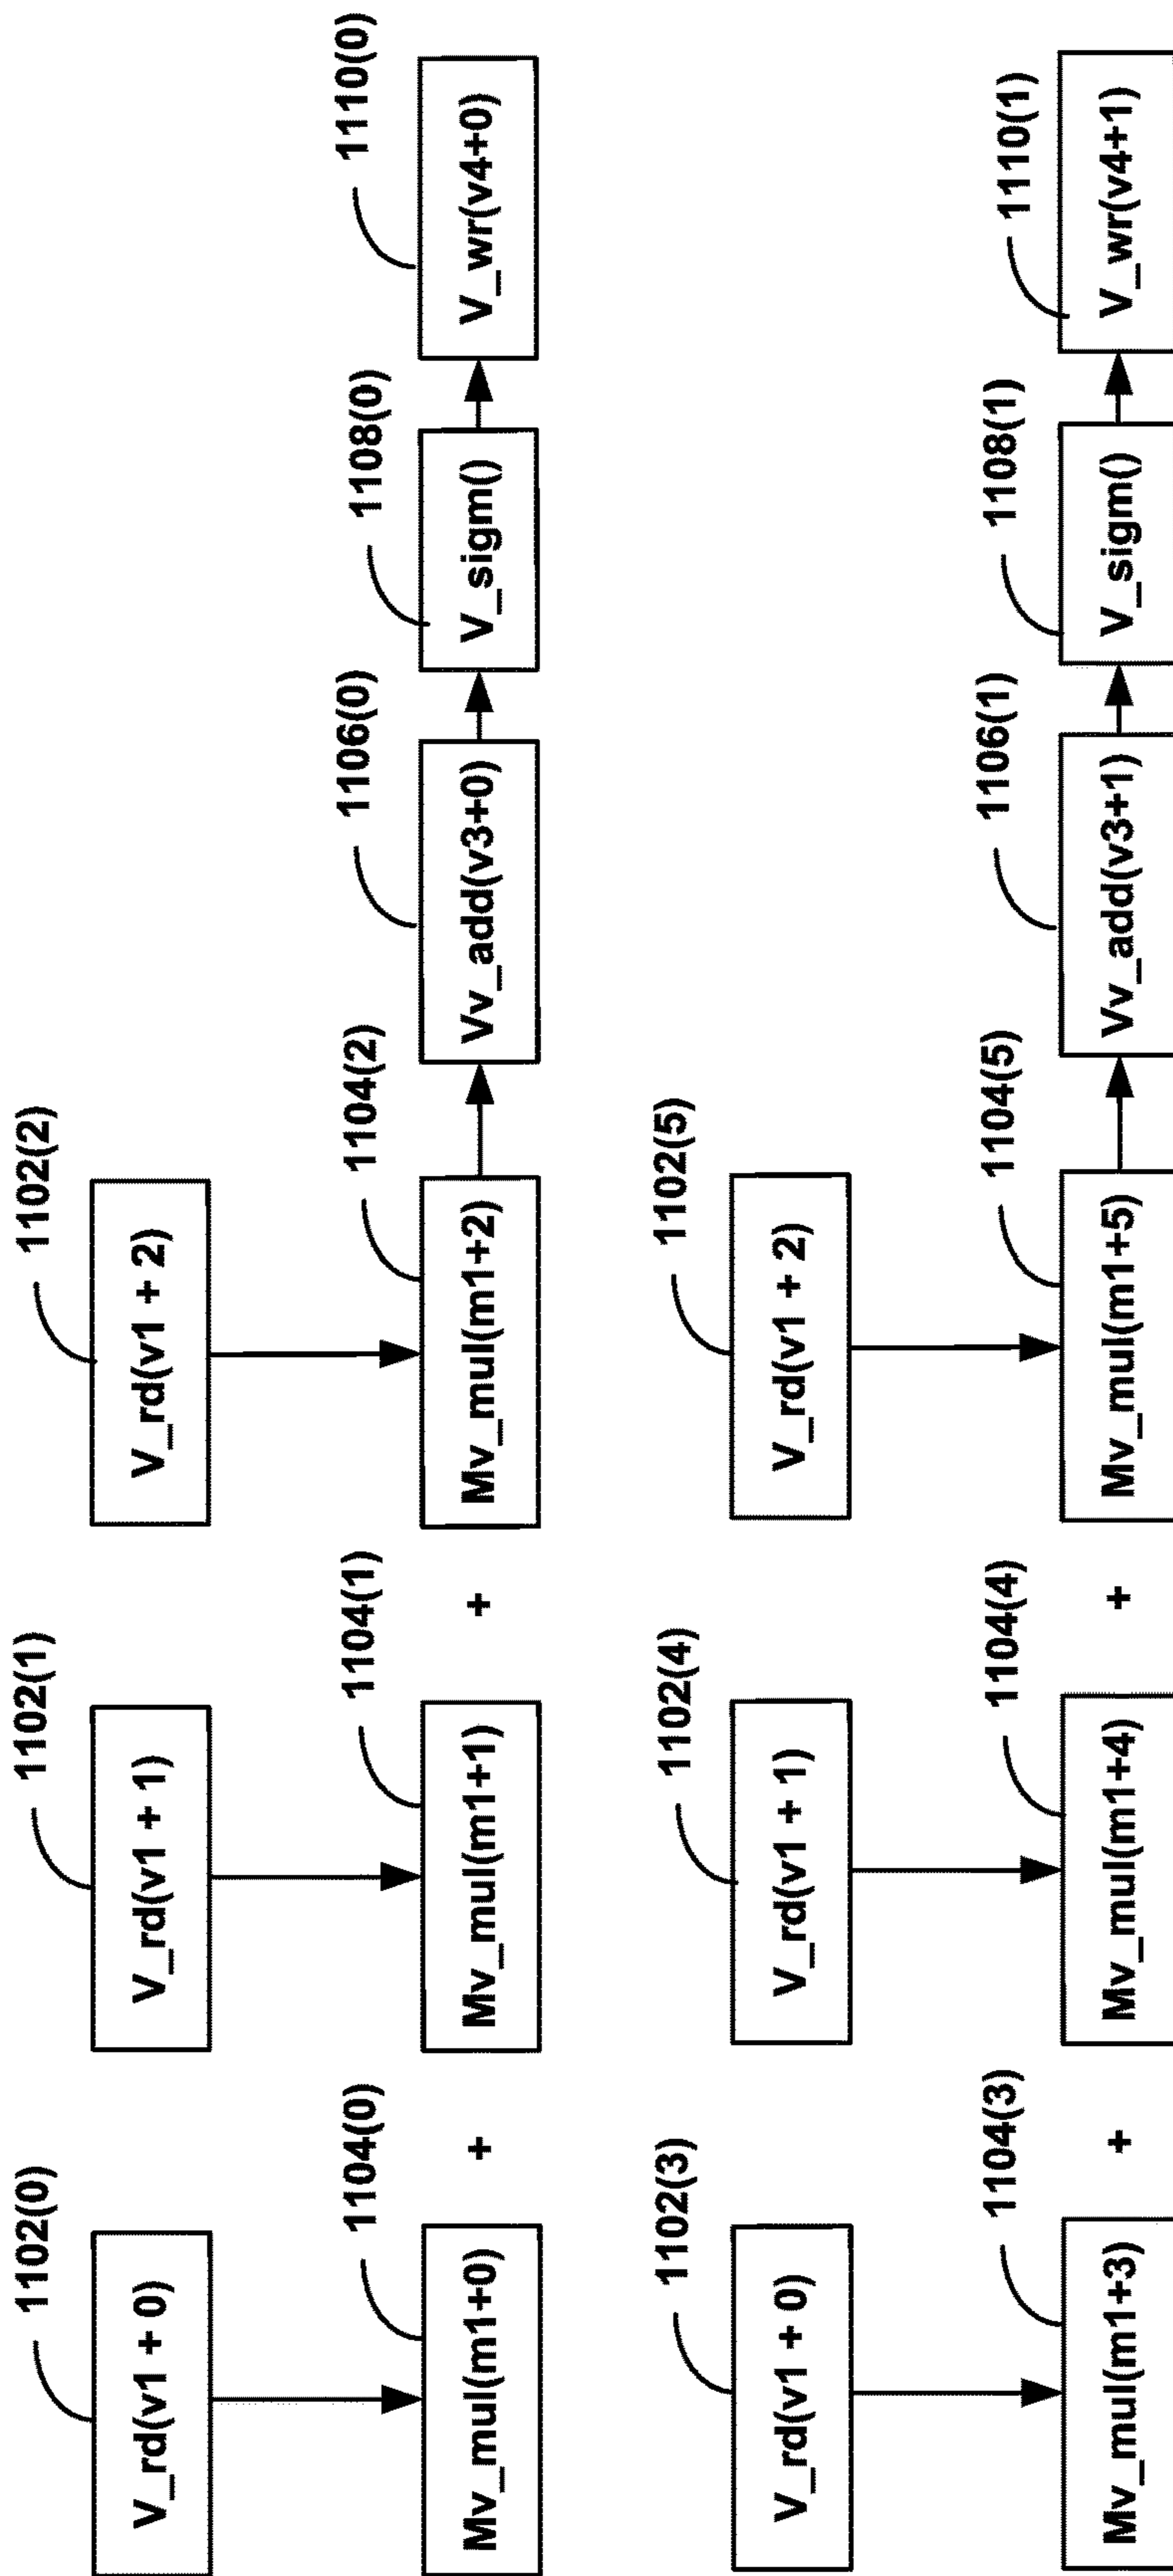 1102(0) 1102(1) 1102(2)
V_rd(v1 + 0) V_rd(v1 + 1) V_rd(v1 + 2)
1104(0) 1104(1) 1104(2) 1106(0) 1108(0) 1110(0)
Mv_mul(m1+0) + Mv_mul(m1+1) + Mv_mul(m1+2) Vv_add(v3+0) V_sigm() V_wr(v4+0)
1102(3) 1102(4) 1102(5)
V_rd(v1 + 0) V_rd(v1 + 1) V_rd(v1 + 2)
1104(3) 1104(4) 1104(5) 1106(1) 1108(1) 1110(1)
Mv_mul(m1+3) + Mv_mul(m1+4) + Mv_mul(m1+5) Vv_add(v3+1) V_sigm() V_wr(v4+1)